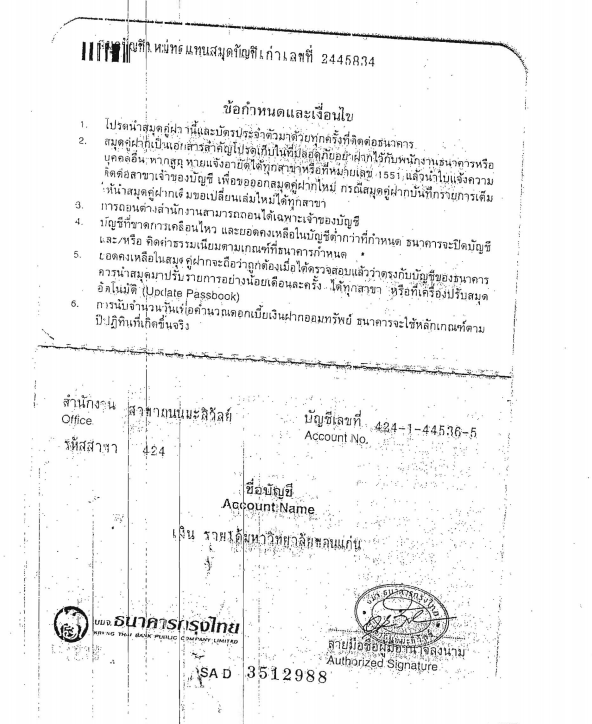 สมุดบัญชีใหม่ทดแทนสมุดบัญชีเก่าเลขที่ 2445834
ข้อกำหนดและเงื่อนไข
1. โปรดนำสมุดคู่ฝากนี้และบัตรประจำตัวมาด้วยทุกครั้งที่ติดต่อธนาคาร
2. สมุดคู่ฝากเป็นเอกสารสำคัญโปรดเก็บในที่ปลอดภัยอย่าฝากไว้กับพนักงานธนาคารหรือ
บุคคลอื่น หากสูญหายแจ้งอายัดได้ทุกสาขาหรือที่หมายเลข 1551 แล้วนำใบแจ้งความ
ติดต่อสาขาเจ้าของบัญชี เพื่อขอออกสมุดคู่ฝากใหม่ กรณีสมุดคู่ฝากบันทึกรายการเต็ม
ให้นำสมุดคู่ฝากเดิมขอเปลี่ยนเล่มใหม่ได้ทุกสาขา
3. การถอนต่างสำนักงานสามารถถอนได้เฉพาะเจ้าของบัญชี
4. บัญชีที่ขาดการเคลื่อนไหว และยอดคงเหลือในบัญชีต่ำกว่าที่กำหนด ธนาคารจะปิดบัญชี
และ/หรือ คิดค่าธรรมเนียมตามเกณฑ์ที่ธนาคารกำหนด
5. ยอดคงเหลือในสมุดคู่ฝากจะถือว่าถูกต้องเมื่อได้ตรวจสอบแล้วว่าตรงกับบัญชีของธนาคาร
ควรนำสมุดมาปรับรายการอย่างน้อยเดือนละครั้ง ได้ทุกสาขา หรือที่เครื่องปรับสมุด
อัตโนมัติ (Update Passbook)
6. การนับจำนวนวันเพื่อคำนวณดอกเบี้ยเงินฝากออมทรัพย์ ธนาคารจะใช้หลักเกณฑ์ตาม
ปีปฏิทินที่เกิดขึ้นจริง
สำนักงาน สาขาถนนมะลิวัลย์
Office
บัญชีเลขที่ 424-1-44536-5
Account No.
รหัสสาขา 424
ชื่อบัญชี
Account Name
เงิน รายได้มหาวิทยาลัยขอนแก่น
บมจ. ธนาคารกรุงไทย
KRUNG THAI BANK PUBLIC COMPANY LIMITED
บมจ.ธนาคารกรุงไทย
ลายมือชื่อผู้มีอำนาจลงนาม
Authorized Signature
SA D 3512988